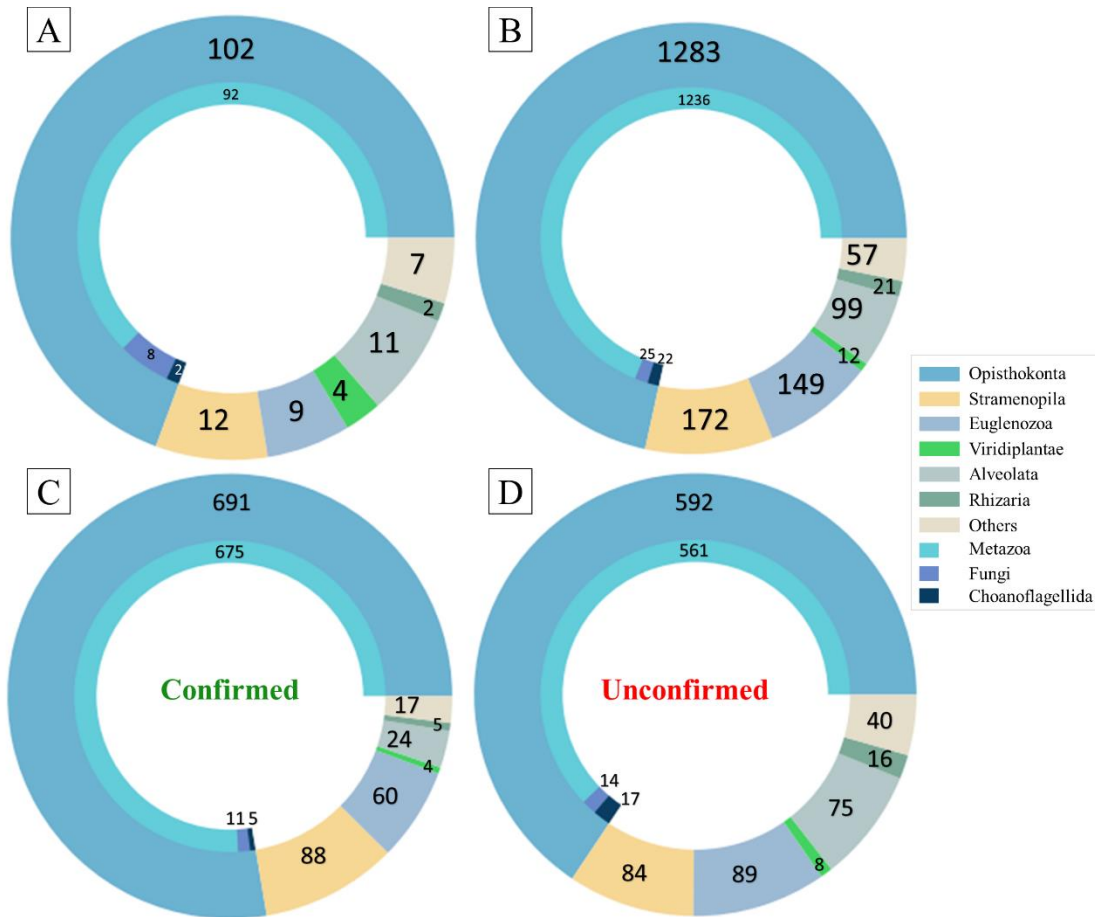 A
102
92
8
2
12
9
4
11
2
7
B
1283
1236
25
22
172
149
12
99
21
57
C
691
675
Confirmed
11
5
88
60
4
24
5
17
D
592
561
Unconfirmed
14
17
84
89
8
75
16
40
Opisthokonta
Stramenopila
Euglenozoa
Viridiplantae
Alveolata
Rhizaria
Others
Metazoa
Fungi
Choanoflagellida